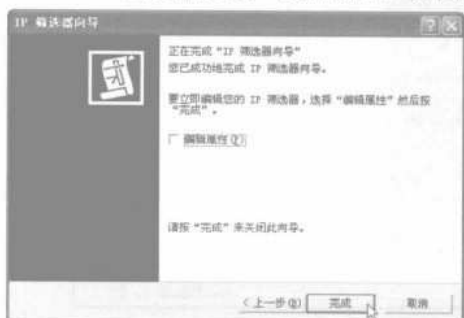 IP 筛选器向导
正在完成“IP 筛选器向导”
您已成功地完成 IP 筛选器向导。
要立即编辑您的 IP 筛选器，选择“编辑属性”然后按
“完成”。
编辑属性(P)
请按“完成”来关闭此向导。
<上一步(B)
完成
取消